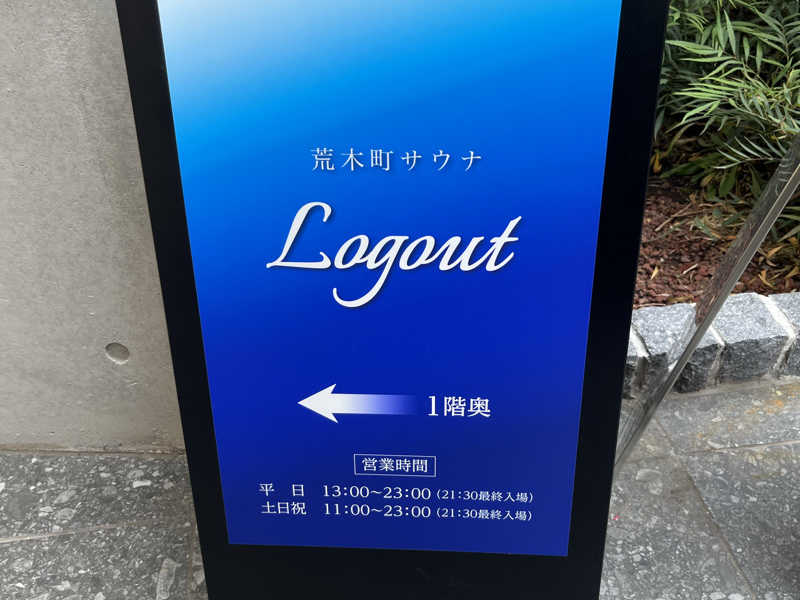 荒木町サウナ
Logout
1階奥
営業時間
平　日　13:00～23:00（21:30最終入場）
土日祝　11:00～23:00（21:30最終入場）